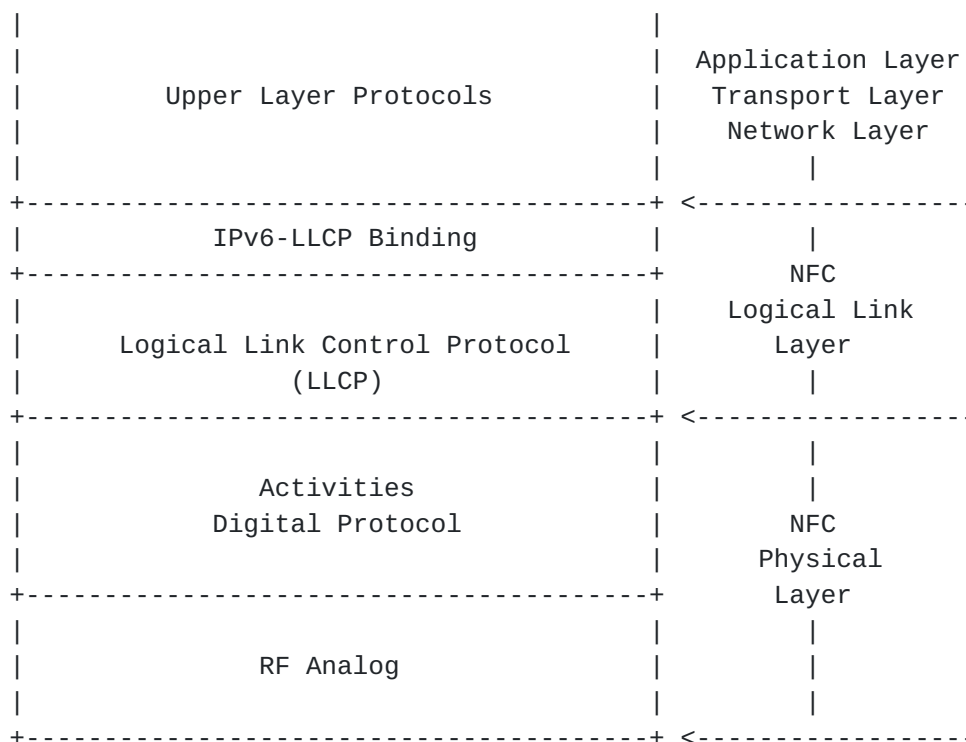 |                                         |
|                                         |  Application Layer
|         Upper Layer Protocols           |   Transport Layer
|                                         |    Network Layer
|                                         |         |
+----------------------------------------+ <------------------
|            IPv6-LLCP Binding            |         |
+----------------------------------------+        NFC
|                                         |    Logical Link
|      Logical Link Control Protocol      |       Layer
|                 (LLCP)                  |         |
+----------------------------------------+ <------------------
|                                         |         |
|               Activities                |         |
|            Digital Protocol             |        NFC
|                                         |      Physical
+----------------------------------------+       Layer
|                                         |         |
|               RF Analog                 |         |
|                                         |         |
+----------------------------------------+ <------------------